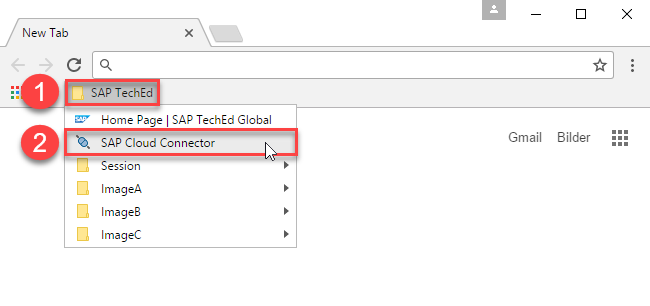 New Tab
1
SAP TechEd
SAP Home Page | SAP TechEd Global
2
SAP Cloud Connector
Gmail Bilder
Session
ImageA
ImageB
ImageC